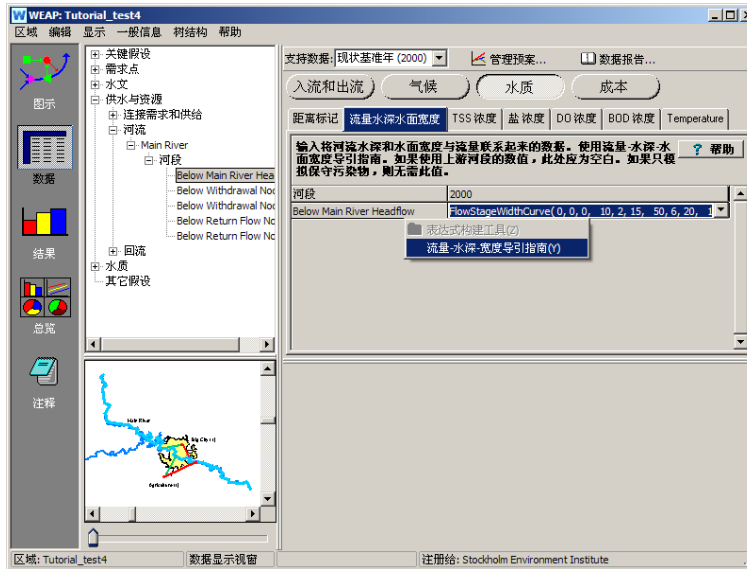 WEAP: Tutorial_test4
区域 编辑 显示 一般信息 树结构 帮助
图示
数据
结果
总览
注释
关键假设
需求点
水文
供水与资源
连接需求和供给
河流
Main River
河段
Below Main River Hea
Below Withdrawal Noc
Below Withdrawal Noc
Below Return Flow Nc
Below Return Flow Nc
回流
水质
其它假设
支持数据: 现状基准年 (2000) 管理预案... 数据报告...
入流和出流 气候 水质 成本
距离标记 流量水深水面宽度 TSS 浓度 盐浓度 DO 浓度 BOD 浓度 Temperature
输入将河流水深和水面宽度与流量联系起来的数据。使用流量-水深-水
面宽度导引指南。如果使用上游河段的数值,此处应为空白。如果只模
拟保守污染物,则无需此值。
? 帮助
河段 2000
Below Main River Headflow FlowStageWidthCurve( 0, 0, 0, 10, 2, 15, 50, 6, 20, 1
表达式构建工具(Z)
流量-水深-宽度导引指南(Y)
Main River
Big City (1)
区域: Tutorial_test4 数据显示视窗 注册给: Stockholm Environment Institute